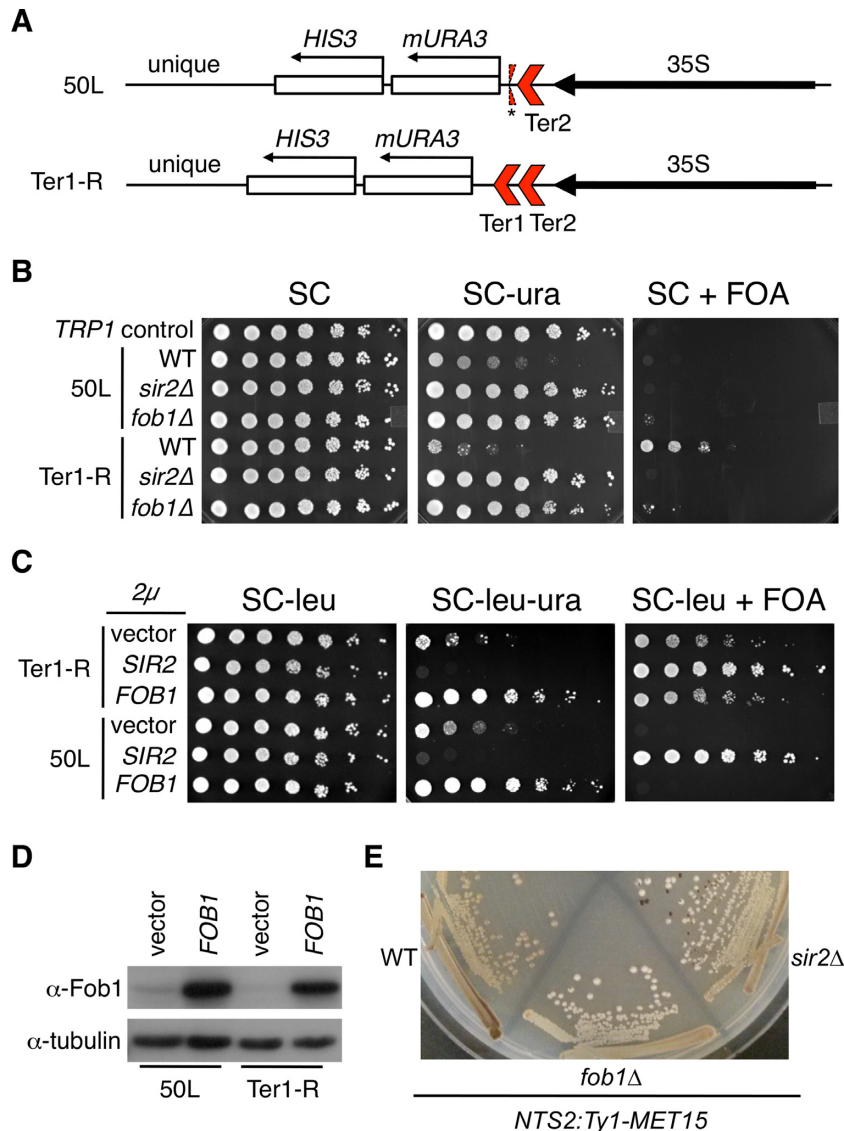 A
HIS3 mURA3
unique 35S
50L
* Ter2
HIS3 mURA3
unique 35S
Ter1-R
Ter1 Ter2
B
SC SC-ura SC + FOA
TRP1 control
WT
50L sir2Δ
fob1Δ
WT
Ter1-R sir2Δ
fob1Δ
C
2μ SC-leu SC-leu-ura SC-leu + FOA
vector
Ter1-R SIR2
FOB1
vector
50L SIR2
FOB1
D
vector FOB1 vector FOB1
α-Fob1
α-tubulin
50L Ter1-R
E
WT sir2Δ
fob1Δ
NTS2:Ty1-MET15